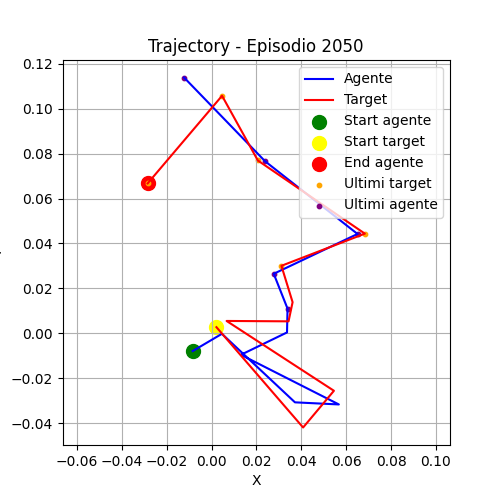 Trajectory - Episodio 2050
0.12
0.10
0.08
0.06
0.04
0.02
0.00
−0.02
−0.04
Agente
Target
Start agente
Start target
End agente
Ultimi target
Ultimi agente
−0.06 −0.04 −0.02 0.00 0.02 0.04 0.06 0.08 0.10
X